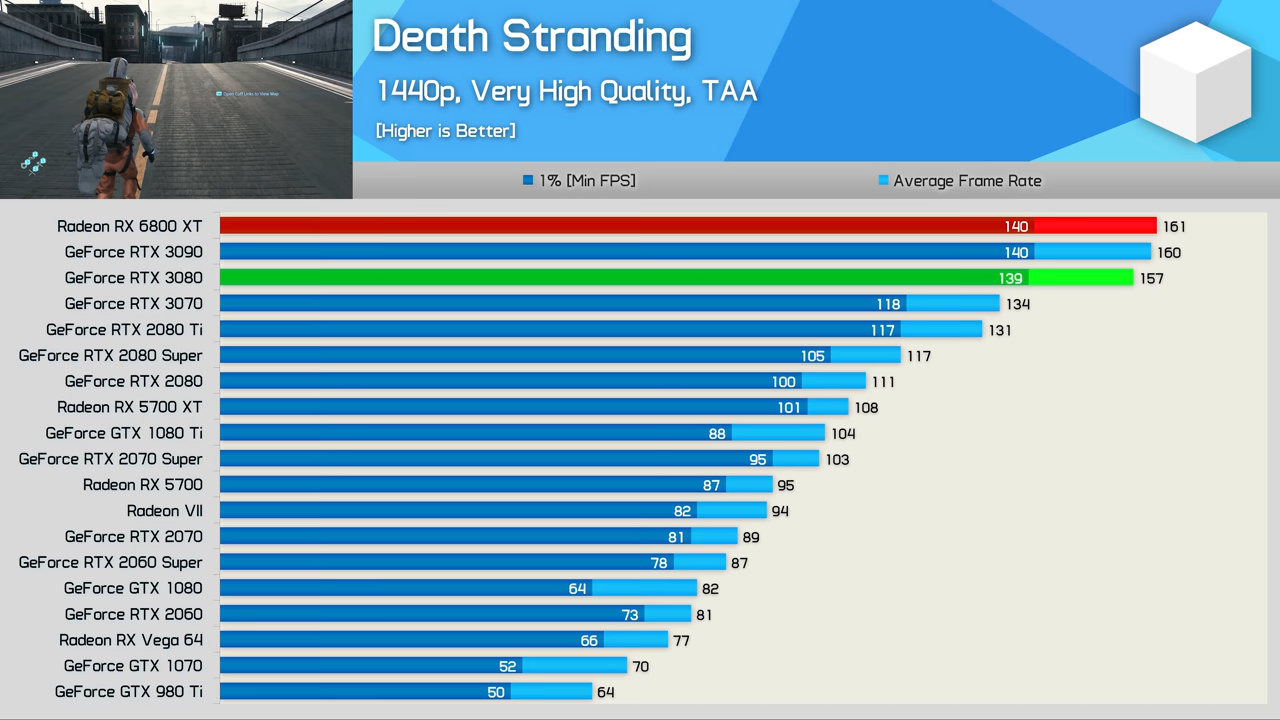 Death Stranding
1440p, Very High Quality, TAA
[Higher is Better]
1% [Min FPS] Average Frame Rate
Radeon RX 6800 XT 140 161
GeForce RTX 3090 140 160
GeForce RTX 3080 139 157
GeForce RTX 3070 118 134
GeForce RTX 2080 Ti 117 131
GeForce RTX 2080 Super 105 117
GeForce RTX 2080 100 111
Radeon RX 5700 XT 101 108
GeForce GTX 1080 Ti 88 104
GeForce RTX 2070 Super 95 103
Radeon RX 5700 87 95
Radeon VII 82 94
GeForce RTX 2070 81 89
GeForce RTX 2060 Super 78 87
GeForce GTX 1080 64 82
GeForce RTX 2060 73 81
Radeon RX Vega 64 66 77
GeForce GTX 1070 52 70
GeForce GTX 980 Ti 50 64